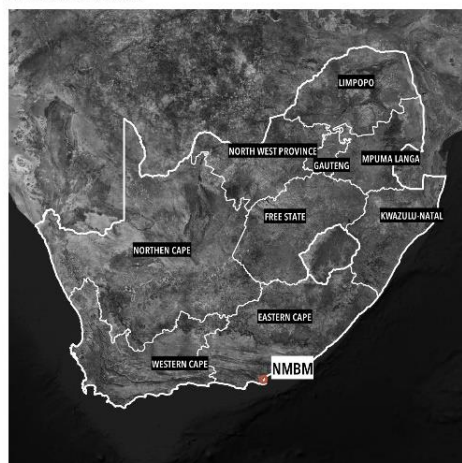 LIMPOPO
NORTH WEST PROVINCE
GAUTENG
MPUMA LANGA
FREE STATE
KWAZULU-NATAL
NORTHEN CAPE
EASTERN CAPE
WESTERN CAPE
NMBM